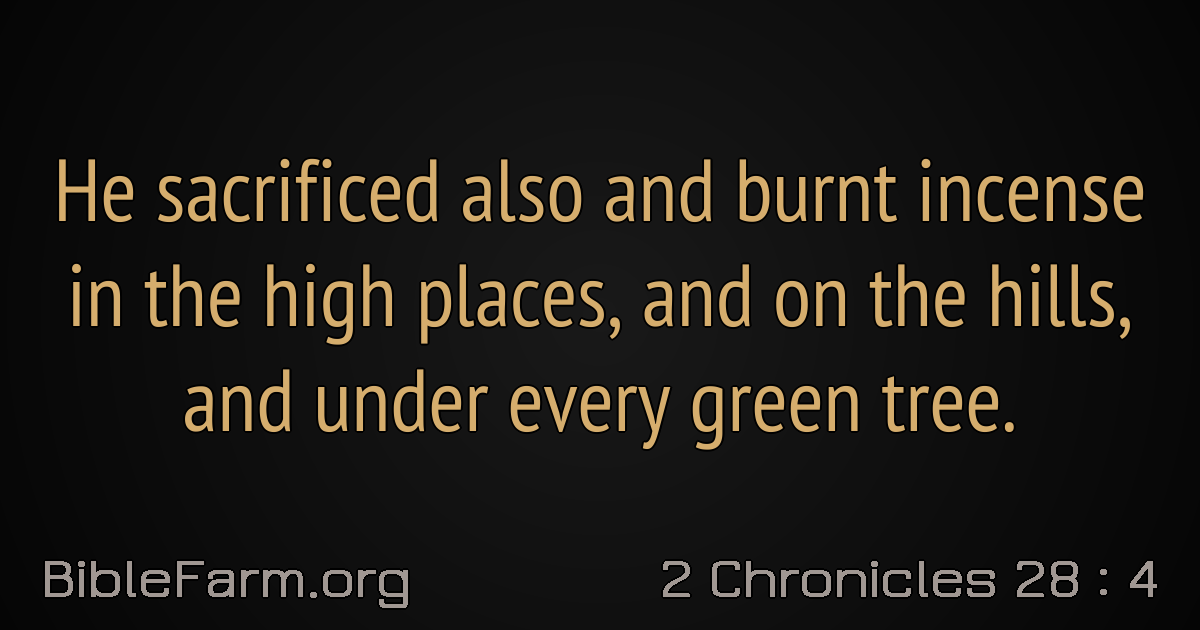 He sacrificed also and burnt incense
in the high places, and on the hills,
and under every green tree.
BibleFarm.org
2 Chronicles 28 : 4